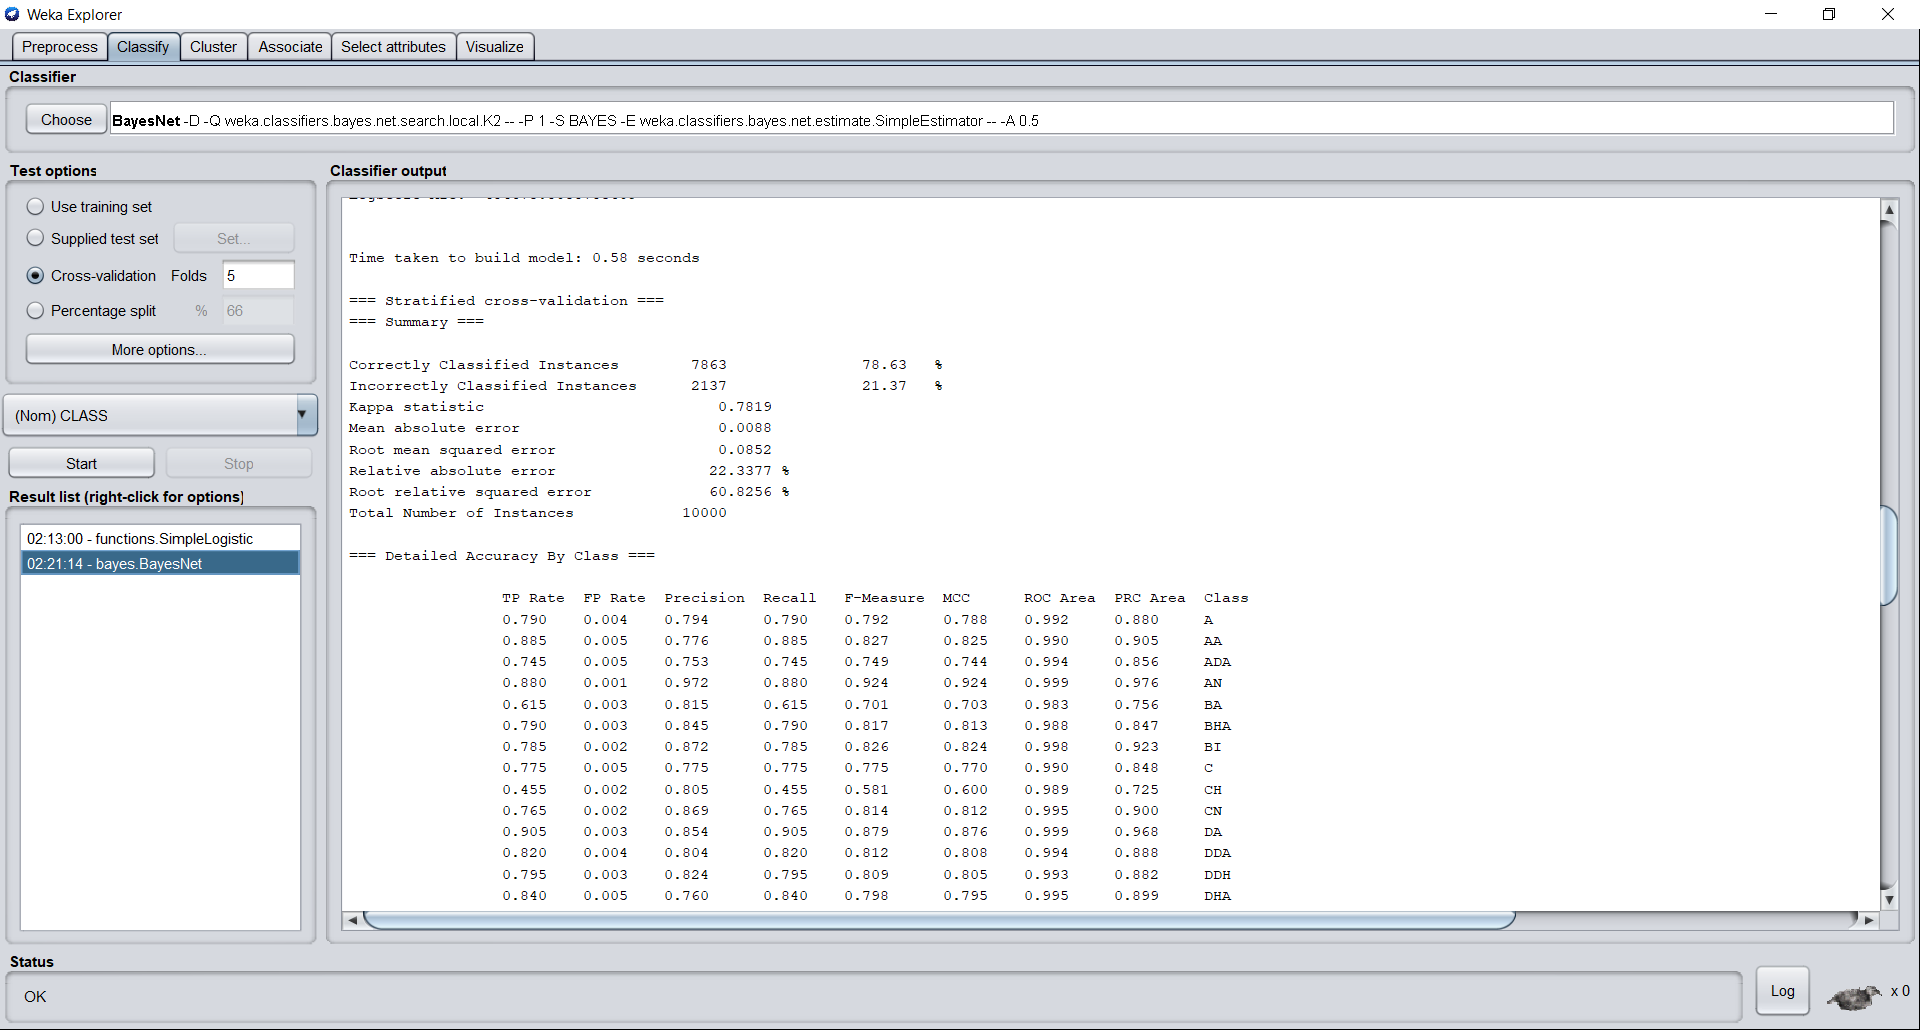 Weka Explorer
Preprocess Classify Cluster Associate Select attributes Visualize
Classifier
Choose BayesNet -D -Q weka.classifiers.bayes.net.search.local.K2 -- -P 1 -S BAYES -E weka.classifiers.bayes.net.estimate.SimpleEstimator -- -A 0.5
Test options
Use training set
Supplied test set Set...
Cross-validation Folds 5
Percentage split % 66
More options...
(Nom) CLASS
Start Stop
Result list (right-click for options)
02:13:00 - functions.SimpleLogistic
02:21:14 - bayes.BayesNet
Classifier output
Time taken to build model: 0.58 seconds
=== Stratified cross-validation ===
=== Summary ===
Correctly Classified Instances 7863 78.63 %
Incorrectly Classified Instances 2137 21.37 %
Kappa statistic 0.7819
Mean absolute error 0.0088
Root mean squared error 0.0852
Relative absolute error 22.3377 %
Root relative squared error 60.8256 %
Total Number of Instances 10000
=== Detailed Accuracy By Class ===
TP Rate FP Rate Precision Recall F-Measure MCC ROC Area PRC Area Class
0.790 0.004 0.794 0.790 0.792 0.788 0.992 0.880 A
0.885 0.005 0.776 0.885 0.827 0.825 0.990 0.905 AA
0.745 0.005 0.753 0.745 0.749 0.744 0.994 0.856 ADA
0.880 0.001 0.972 0.880 0.924 0.924 0.999 0.976 AN
0.615 0.003 0.815 0.615 0.701 0.703 0.983 0.756 BA
0.790 0.003 0.845 0.790 0.817 0.813 0.988 0.847 BHA
0.785 0.002 0.872 0.785 0.826 0.824 0.998 0.923 BI
0.775 0.005 0.775 0.775 0.775 0.770 0.990 0.848 C
0.455 0.002 0.805 0.455 0.581 0.600 0.989 0.725 CH
0.765 0.002 0.869 0.765 0.814 0.812 0.995 0.900 CN
0.905 0.003 0.854 0.905 0.879 0.876 0.999 0.968 DA
0.820 0.004 0.804 0.820 0.812 0.808 0.994 0.888 DDA
0.795 0.003 0.824 0.795 0.809 0.805 0.993 0.882 DDH
0.840 0.005 0.760 0.840 0.798 0.795 0.995 0.899 DHA
Status
OK
Log x 0